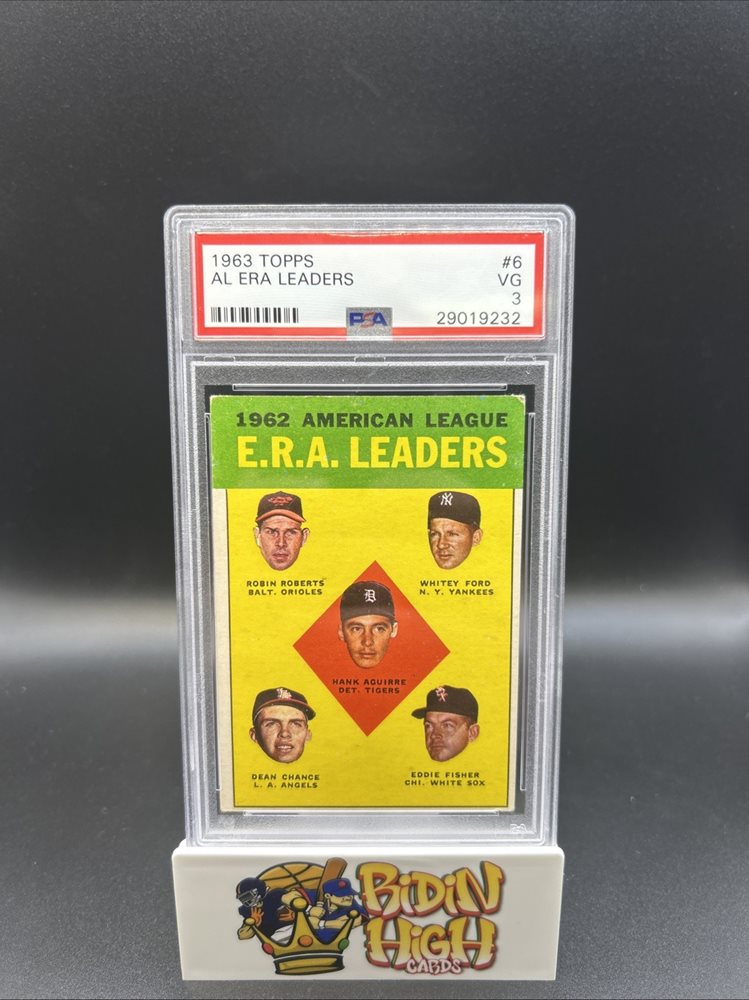 1963 TOPPS #6
AL ERA LEADERS VG
3
PSA 29019232
1962 AMERICAN LEAGUE
E.R.A. LEADERS
ROBIN ROBERTS
BALT. ORIOLES
WHITEY FORD
N. Y. YANKEES
HANK AGUIRRE
DET. TIGERS
DEAN CHANCE
L. A. ANGELS
EDDIE FISHER
CHI. WHITE SOX
RIDIN
HIGH
CARDS